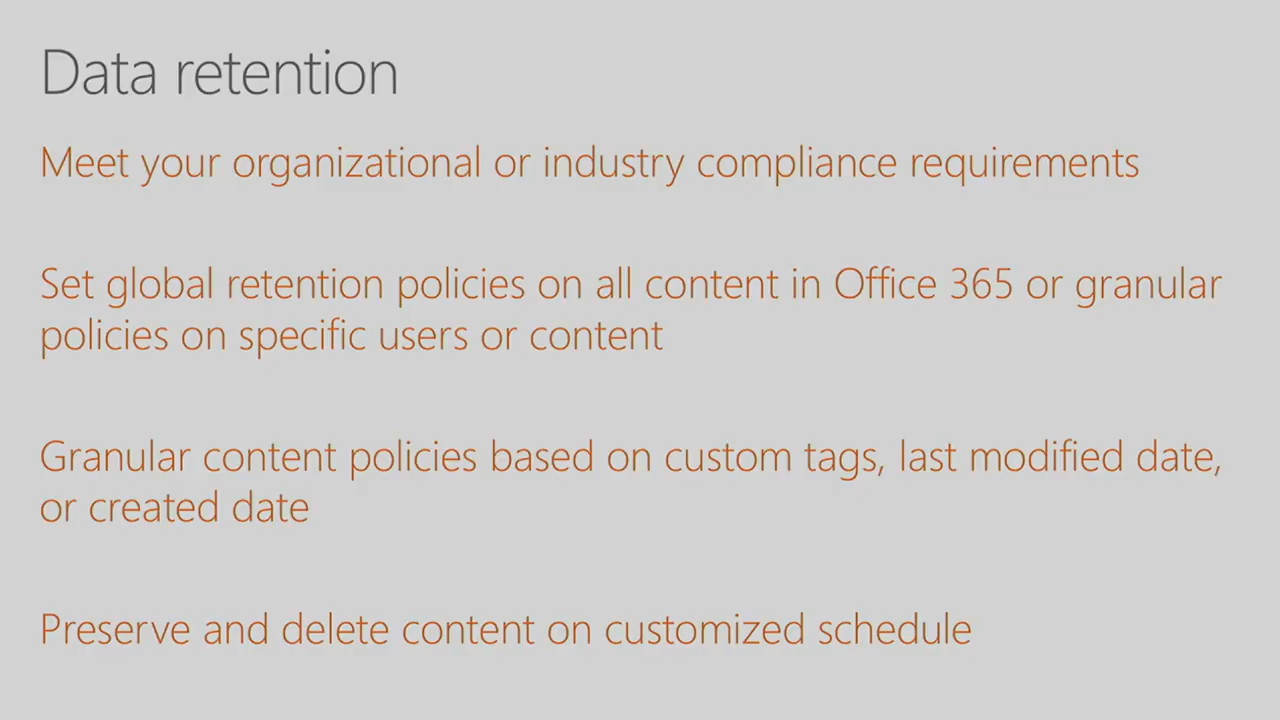 Data retention
Meet your organizational or industry compliance requirements
Set global retention policies on all content in Office 365 or granular
policies on specific users or content
Granular content policies based on custom tags, last modified date,
or created date
Preserve and delete content on customized schedule